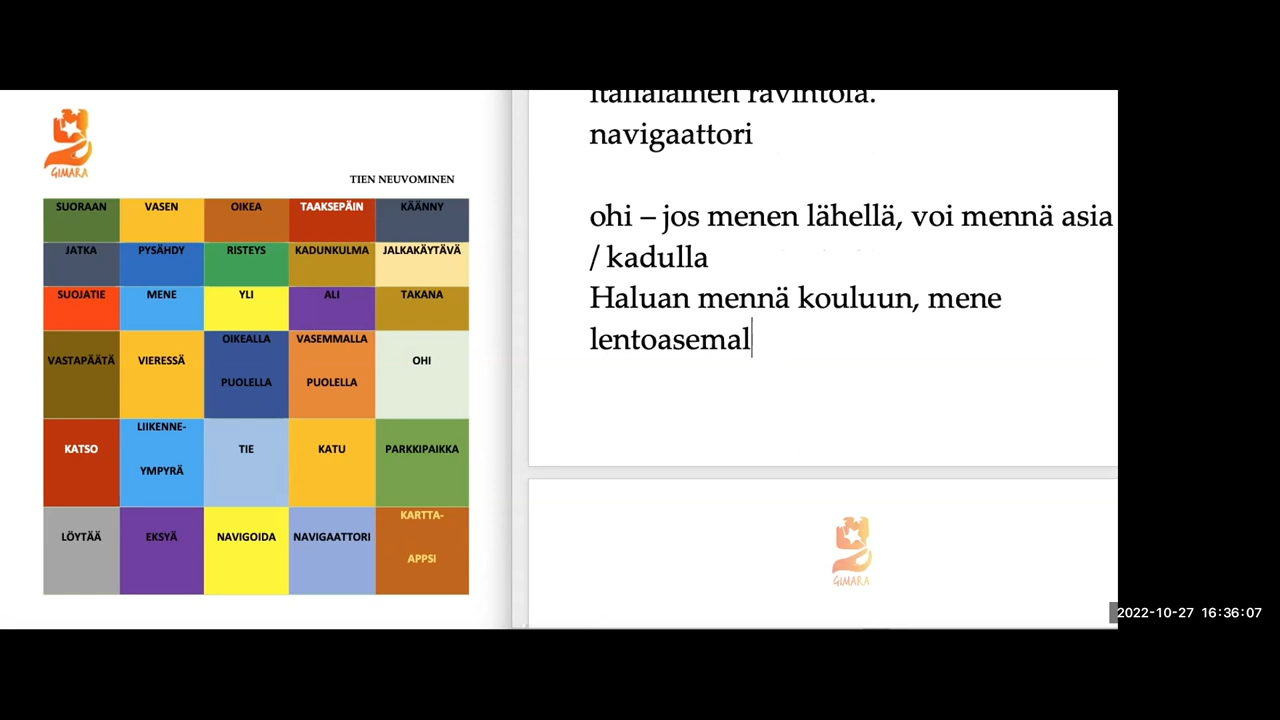 GIMARA
TIEN NEUVOMINEN
SUORAAN VASEN OIKEA TAAKSEPÄIN KÄÄNNY
JATKA PYSÄHDY RISTEYS KADUNKULMA JALKAKÄYTÄVÄ
SUOJATIE MENE YLI ALI TAKANA
VASTAPÄÄTÄ VIERESSÄ OIKEALLA PUOLELLA VASEMMALLA PUOLELLA OHI
KATSO LIIKENNE-YMPYRÄ TIE KATU PARKKIPAIKKA
LÖYTÄÄ EKSYÄ NAVIGOIDA NAVIGAATTORI KARTTA-APPSI
italialainen ravintola.
navigaattori
ohi – jos menen lähellä, voi mennä asia
/ kadulla
Haluan mennä kouluun, mene
lentoasemal
GIMARA
2022-10-27 16:36:07